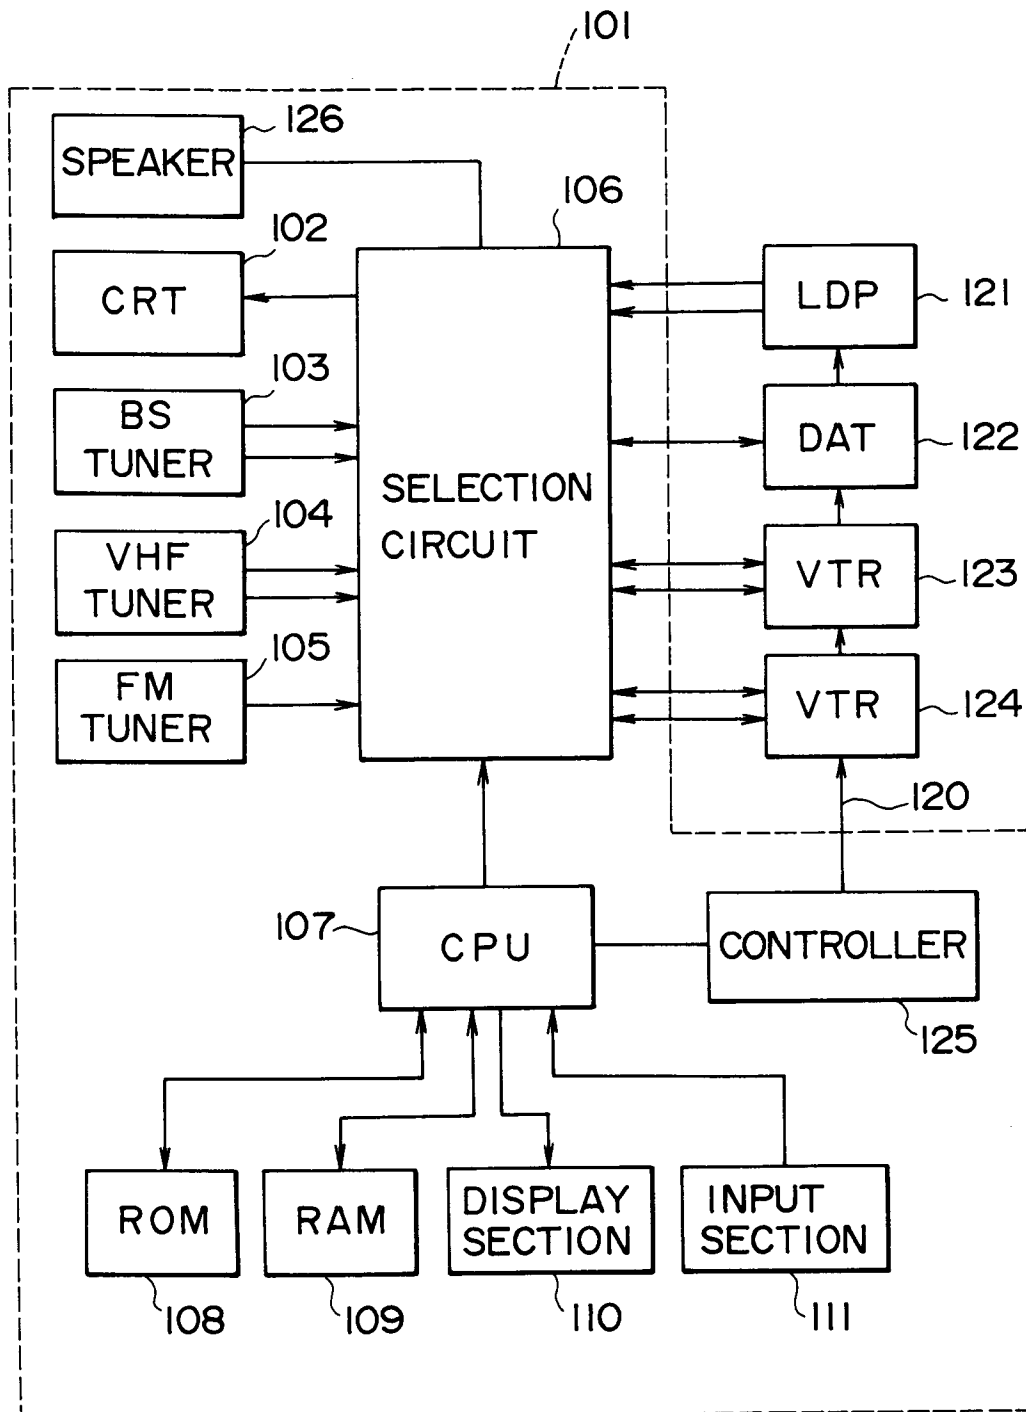 101
126
SPEAKER
106
102
CRT
LDP
121
103
BS
TUNER
DAT
122
SELECTION
CIRCUIT
104
VHF
TUNER
VTR
123
105
FM
TUNER
VTR
124
120
107
CPU
CONTROLLER
125
ROM
RAM
DISPLAY
SECTION
INPUT
SECTION
108
109
110
111